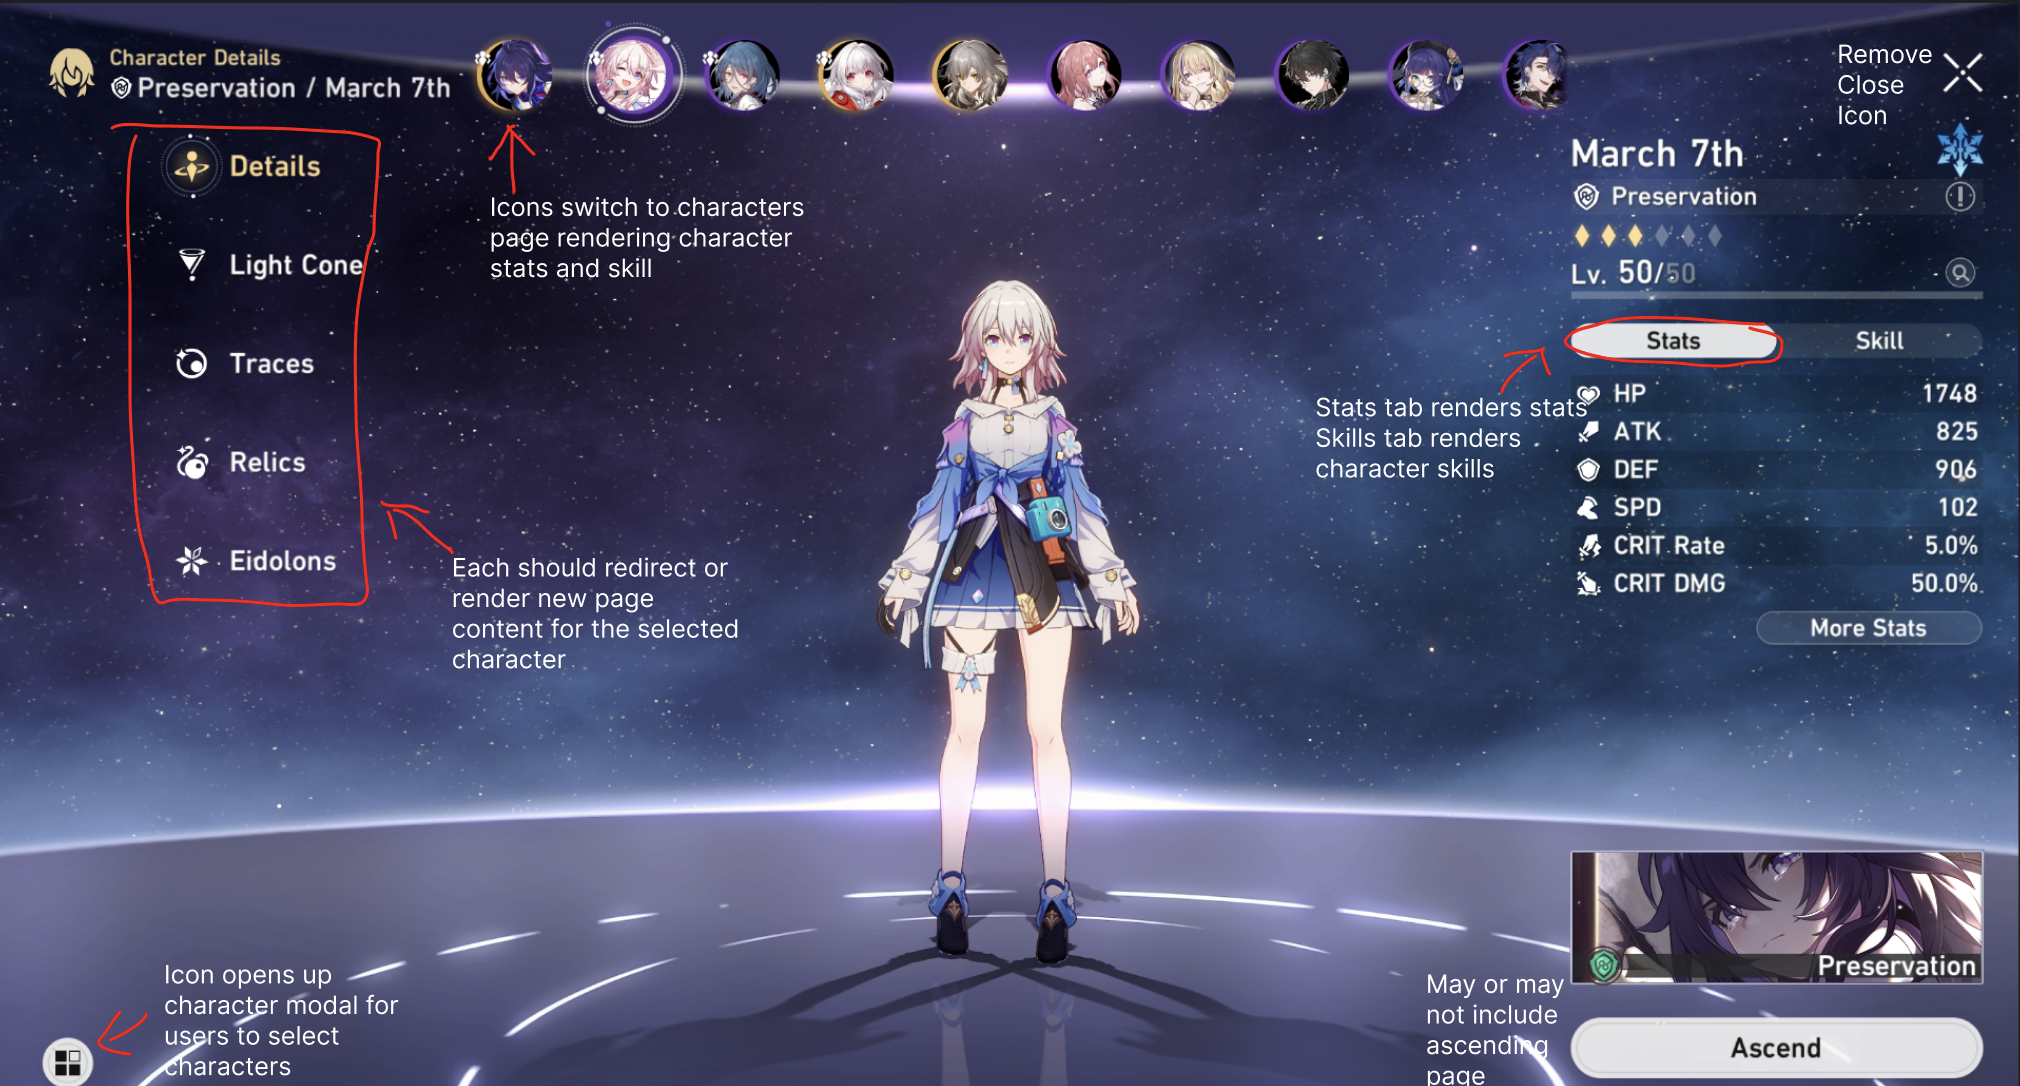 Character Details
Preservation / March 7th
Remove
Close
Icon
Details
Light Cone
Traces
Relics
Eidolons
Icons switch to characters
page rendering character
stats and skill
Each should redirect or
render new page
content for the selected
character
March 7th
Preservation
Lv. 50/50
Stats
Skill
Stats tab renders stats
Skills tab renders
character skills
HP 1748
ATK 825
DEF 906
SPD 102
CRIT Rate 5.0%
CRIT DMG 50.0%
More Stats
Icon opens up
character modal for
users to select
characters
Preservation
May or may
not include
ascending
page
Ascend